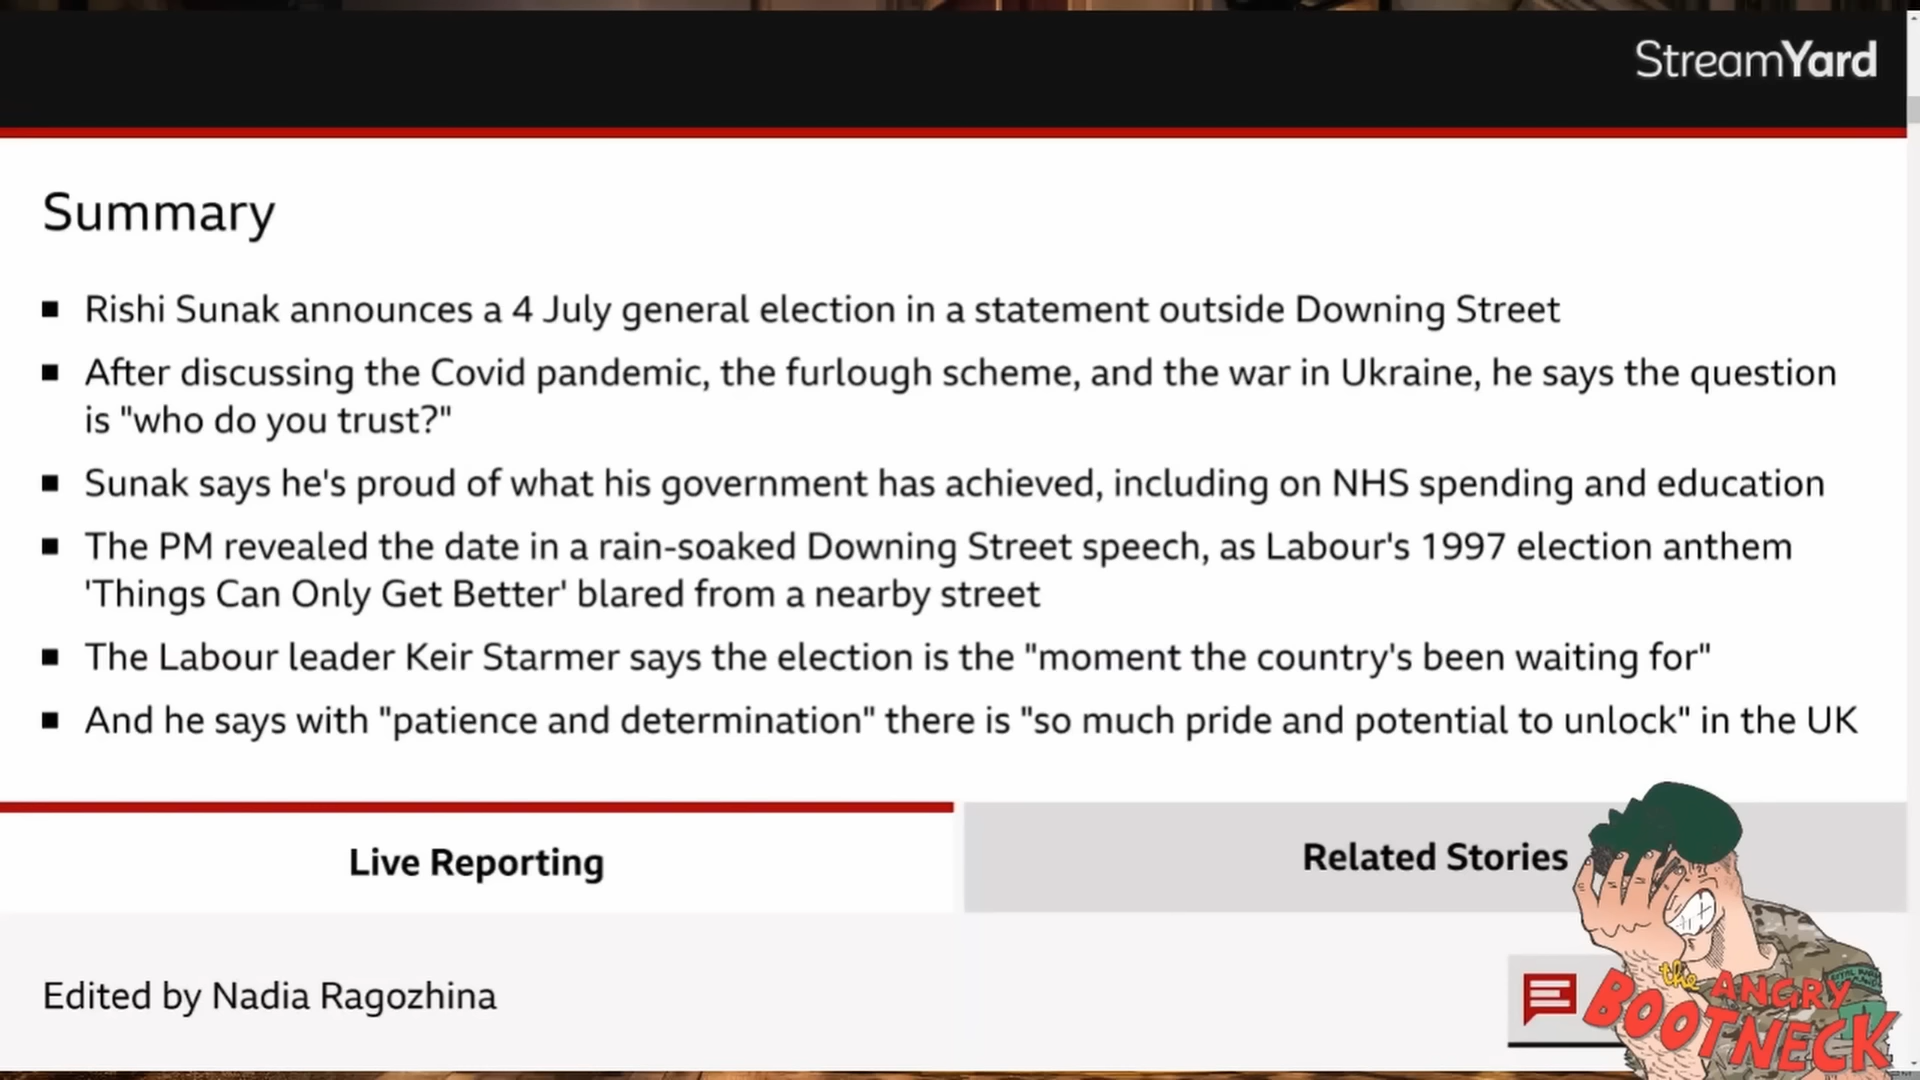 StreamYard
Summary
Rishi Sunak announces a 4 July general election in a statement outside Downing Street
After discussing the Covid pandemic, the furlough scheme, and the war in Ukraine, he says the question
is "who do you trust?"
Sunak says he's proud of what his government has achieved, including on NHS spending and education
The PM revealed the date in a rain-soaked Downing Street speech, as Labour's 1997 election anthem
'Things Can Only Get Better' blared from a nearby street
The Labour leader Keir Starmer says the election is the "moment the country's been waiting for"
And he says with "patience and determination" there is "so much pride and potential to unlock" in the UK
Live Reporting
Related Stories
Edited by Nadia Ragozhina
the ANGRY
BOOTNECK